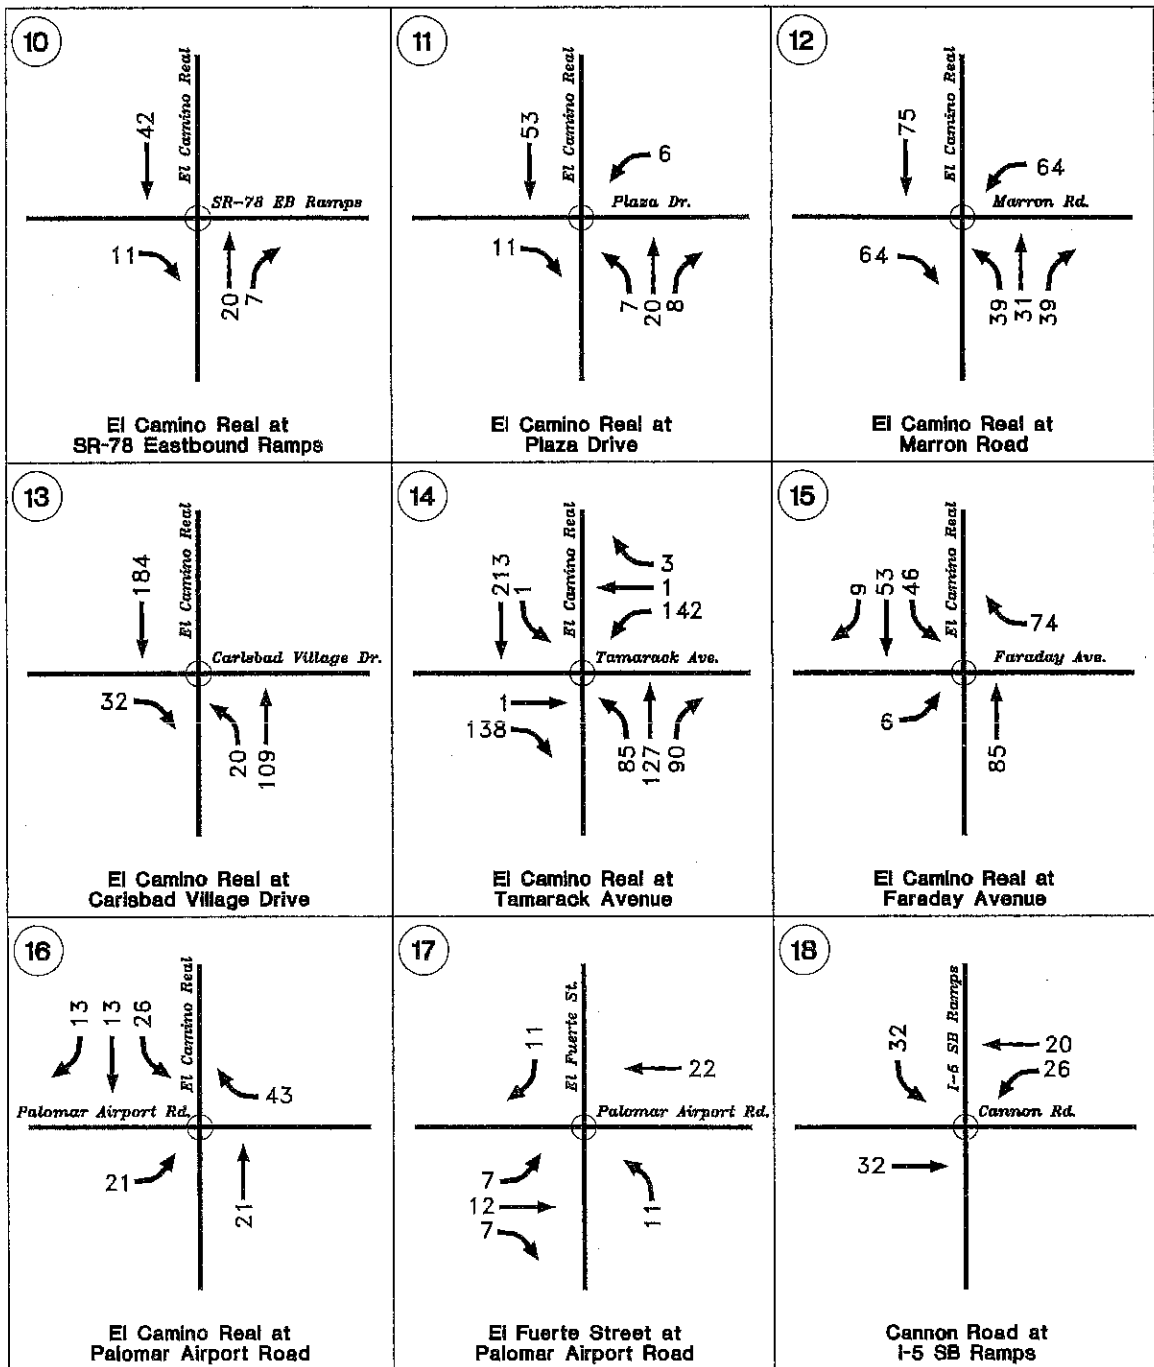 10
El Camino Real
42
SR-78 EB Ramps
11
20
7
El Camino Real at
SR-78 Eastbound Ramps
11
El Camino Real
53
6
Plaza Dr.
11
7
20
8
El Camino Real at
Plaza Drive
12
El Camino Real
75
64
Marron Rd.
64
39
31
39
El Camino Real at
Marron Road
13
El Camino Real
184
Carlsbad Village Dr.
32
20
109
El Camino Real at
Carlsbad Village Drive
14
El Camino Real
213
1
3
1
142
Tamarack Ave.
1
138
85
127
90
El Camino Real at
Tamarack Avenue
15
El Camino Real
9
53
46
74
Faraday Ave.
6
85
El Camino Real at
Faraday Avenue
16
El Camino Real
13
13
26
43
Palomar Airport Rd.
21
21
El Camino Real at
Palomar Airport Road
17
El Fuerte St.
11
22
Palomar Airport Rd.
7
12
7
11
El Fuerte Street at
Palomar Airport Road
18
I-5 SB Ramps
32
20
26
Cannon Rd.
32
Cannon Road at
I-5 SB Ramps